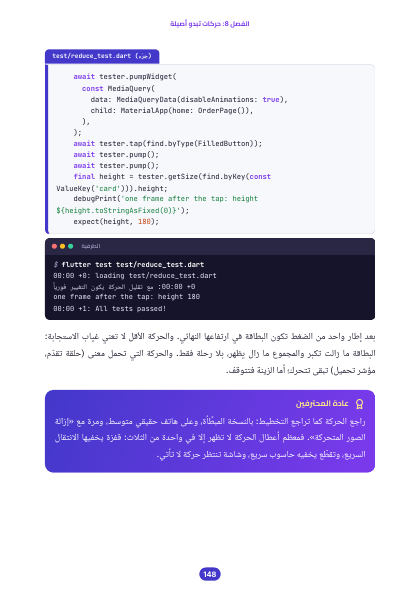 الفصل 8: حركات تبدو أصيلة
test/reduce_test.dart (جزء)
await tester.pumpWidget(
const MediaQuery(
data: MediaQueryData(disableAnimations: true),
child: MaterialApp(home: OrderPage()),
),
);
await tester.tap(find.byType(FilledButton));
await tester.pump();
await tester.pump();
final height = tester.getSize(find.byKey(const
ValueKey('card'))).height;
debugPrint('one frame after the tap: height
${height.toStringAsFixed(0)}');
expect(height, 180);
الطرفية
$ flutter test test/reduce_test.dart
00:00 +0: loading test/reduce_test.dart
00:00 +0: مع تقليل الحركة يكون التغيير فورياً
one frame after the tap: height 180
00:00 +1: All tests passed!
بعد إطار واحد من الضغط تكون البطاقة في ارتفاعها النهائي. والحركة الأقل لا تعني غياب الاستجابة:
البطاقة ما زالت تكبر والمجموع ما زال يظهر، بلا رحلة فقط. والحركة التي تحمل معنى (حلقة تقدّم،
مؤشر تحميل) تبقى تتحرك؛ أما الزينة فتتوقف.
عادة المحترفين
راجع الحركة كما تراجع التخطيط: بالنسخة المبطّأة، وعلى هاتف حقيقي متوسط، ومرة مع «إزالة
الصور المتحركة». فمعظم أعطال الحركة لا تظهر إلا في واحدة من الثلاث: قفزة يخفيها الانتقال
السريع، وتقطّع يخفيه حاسوب سريع، وشاشة تنتظر حركة لا تأتي.
148